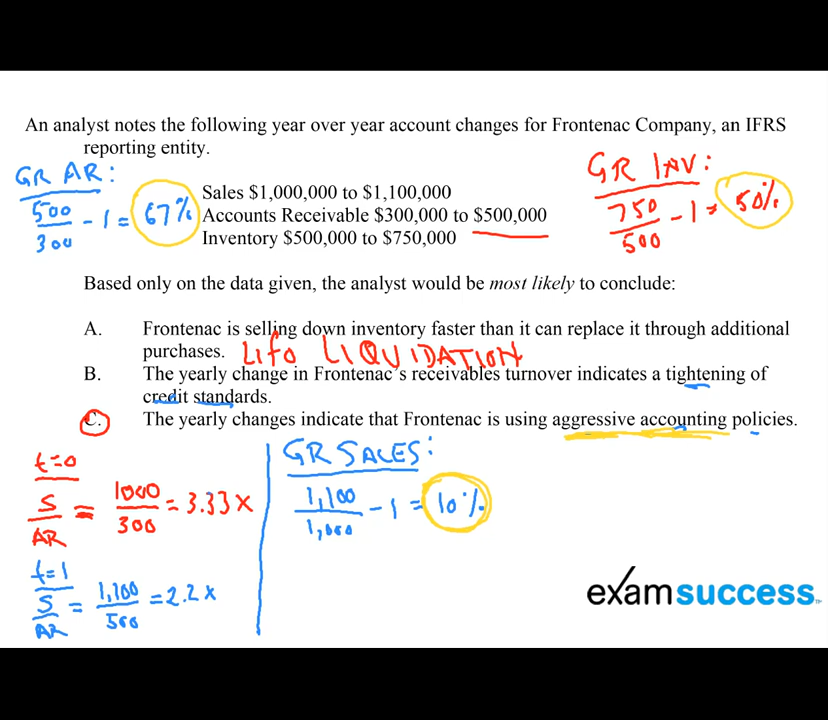 An analyst notes the following year over year account changes for Frontenac Company, an IFRS
reporting entity.
GR AR:
500
300
- 1 = 67%
Sales $1,000,000 to $1,100,000
Accounts Receivable $300,000 to $500,000
Inventory $500,000 to $750,000
GR INV:
750
500
- 1 = 50%
Based only on the data given, the analyst would be most likely to conclude:
A. Frontenac is selling down inventory faster than it can replace it through additional
purchases. LIFO LIQUIDATION
B. The yearly change in Frontenac's receivables turnover indicates a tightening of
credit standards.
C. The yearly changes indicate that Frontenac is using aggressive accounting policies.
t=0
S
AR
= 1000
300
= 3.33 X
t=1
S
AR
= 1,100
500
= 2.2 x
GR SALES:
1,100
1,000
- 1 = 10%
examsuccess